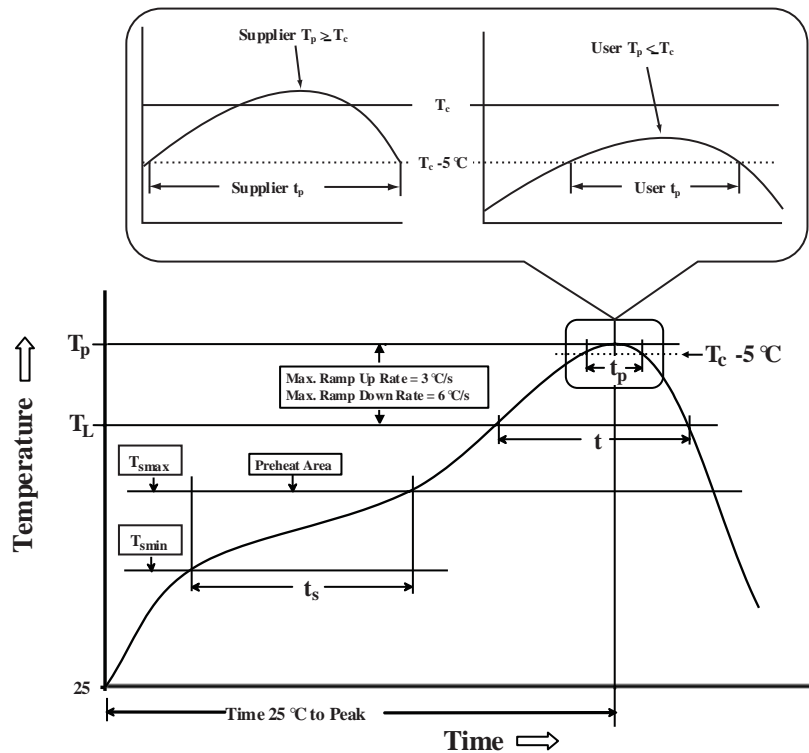 Supplier Tp ≥ Tc
User Tp ≤ Tc
Tc
Tc -5 °C
Supplier tp
User tp
Tp
Tc -5 °C
tp
Max. Ramp Up Rate = 3 °C/s
Max. Ramp Down Rate = 6 °C/s
TL
t
Tsmax
Preheat Area
Tsmin
ts
Temperature
25
Time 25 °C to Peak
Time